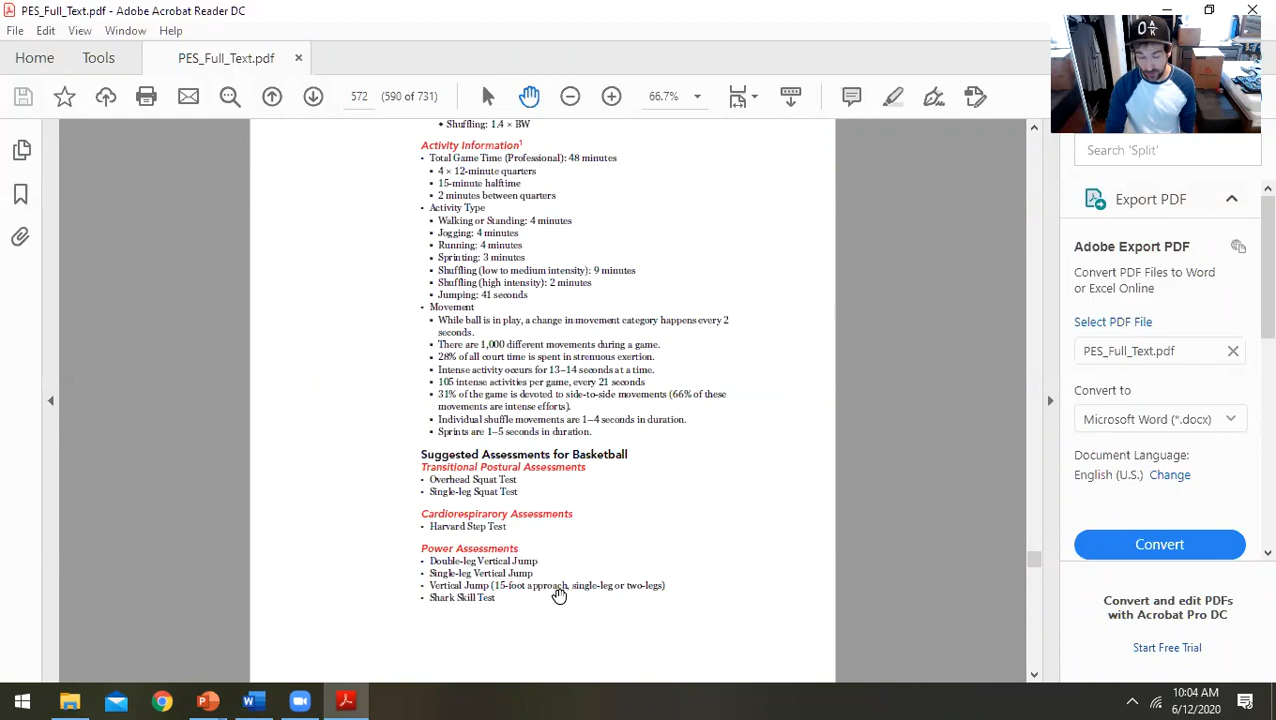 PES_Full_Text.pdf - Adobe Acrobat Reader DC
File Edit View Window Help
Home Tools PES_Full_Text.pdf
572 (590 of 731) 66.7%
Shuffling: 1.4 × BW
Activity Information1
• Total Game Time (Professional): 48 minutes
▪ 4 × 12-minute quarters
▪ 15-minute halftime
▪ 2 minutes between quarters
• Activity Type
▪ Walking or Standing: 4 minutes
▪ Jogging: 4 minutes
▪ Running: 4 minutes
▪ Sprinting: 3 minutes
▪ Shuffling (low to medium intensity): 9 minutes
▪ Shuffling (high intensity): 2 minutes
▪ Jumping: 41 seconds
• Movement
▪ While ball is in play, a change in movement category happens every 2
seconds.
▪ There are 1,000 different movements during a game.
▪ 28% of all court time is spent in strenuous exertion.
▪ Intense activity occurs for 13–14 seconds at a time.
▪ 105 intense activities per game, every 21 seconds
▪ 31% of the game is devoted to side-to-side movements (66% of these
movements are intense efforts).
▪ Individual shuffle movements are 1–4 seconds in duration.
▪ Sprints are 1–5 seconds in duration.
Suggested Assessments for Basketball
Transitional Postural Assessments
• Overhead Squat Test
• Single-leg Squat Test
Cardiorespirarory Assessments
• Harvard Step Test
Power Assessments
• Double-leg Vertical Jump
• Single-leg Vertical Jump
• Vertical Jump (15-foot approach, single-leg or two-legs)
• Shark Skill Test
Search 'Split'
Export PDF
Adobe Export PDF
Convert PDF Files to Word
or Excel Online
Select PDF File
PES_Full_Text.pdf
Convert to
Microsoft Word (*.docx)
Document Language:
English (U.S.) Change
Convert
Convert and edit PDFs
with Acrobat Pro DC
Start Free Trial
10:04 AM
6/12/2020